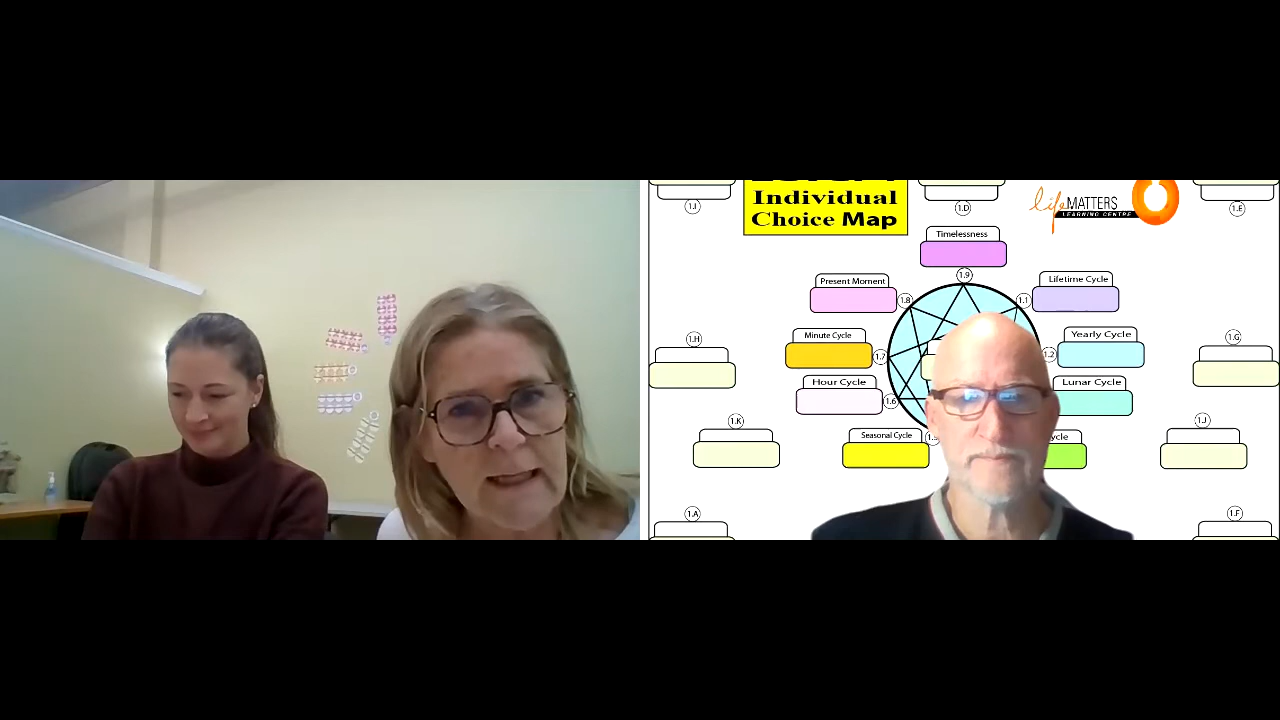 Individual
Choice Map
life MATTERS
LEARNING CENTRE
1.I
1.D
1.E
Timelessness
1.9
Present Moment
1.8
1.1
Lifetime Cycle
1.H
Minute Cycle
1.7
1.2
Yearly Cycle
1.G
Hour Cycle
1.6
Lunar Cycle
1.K
Seasonal Cycle
1.J
1.A
1.F